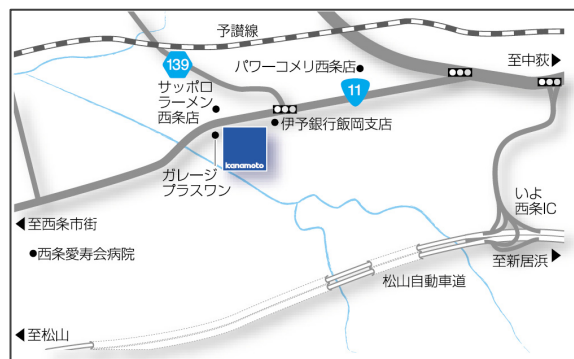 予讃線
139
パワーコメリ西条店
至中荻
サッポロ
ラーメン
西条店
11
伊予銀行飯岡支店
kanamoto
ガレージ
プラスワン
いよ
西条IC
至西条市街
西条愛寿会病院
至新居浜
松山自動車道
至松山